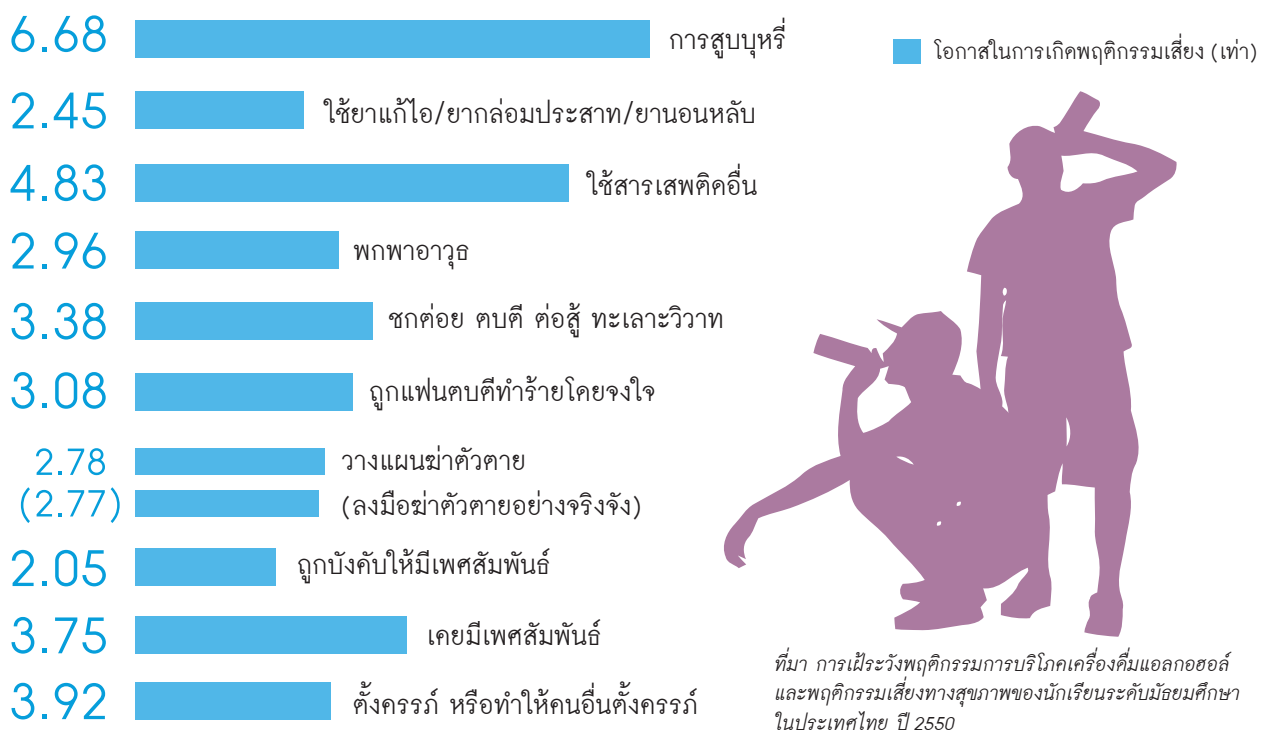 6.68 การสูบบุหรี่
โอกาสในการเกิดพฤติกรรมเสี่ยง (เท่า)
2.45 ใช้ยาแก้ไอ/ยากล่อมประสาท/ยานอนหลับ
4.83 ใช้สารเสพติดอื่น
2.96 พกพาอาวุธ
3.38 ชกต่อย ตบตี ต่อสู้ ทะเลาะวิวาท
3.08 ถูกแฟนตบตีทำร้ายโดยจงใจ
2.78 วางแผนฆ่าตัวตาย
(2.77) (ลงมือฆ่าตัวตายอย่างจริงจัง)
2.05 ถูกบังคับให้มีเพศสัมพันธ์
3.75 เคยมีเพศสัมพันธ์
3.92 ตั้งครรภ์ หรือทำให้คนอื่นตั้งครรภ์
ที่มา การเฝ้าระวังพฤติกรรมการบริโภคเครื่องดื่มแอลกอฮอล์
และพฤติกรรมเสี่ยงทางสุขภาพของนักเรียนระดับมัธยมศึกษา
ในประเทศไทย ปี 2550